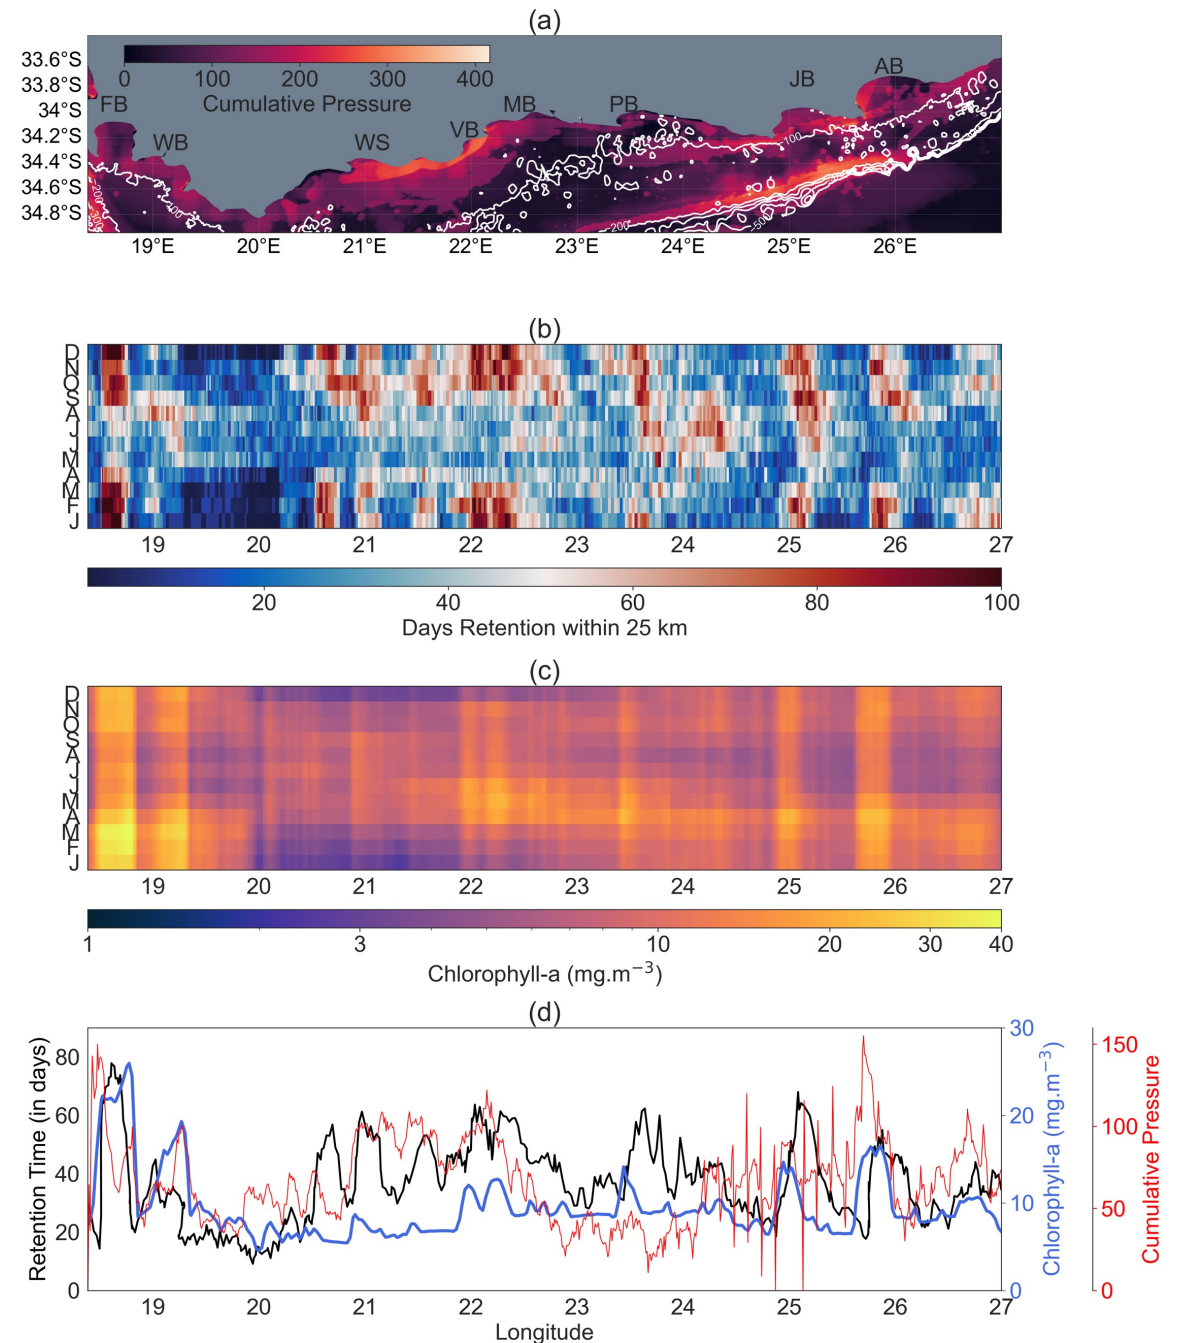 (a)
33.6°S
33.8°S
34°S
34.2°S
34.4°S
34.6°S
34.8°S
0 100 200 300 400
Cumulative Pressure
FB
WB
WS
VB
MB
PB
JB
AB
100
200
300
100
200
500
19°E 20°E 21°E 22°E 23°E 24°E 25°E 26°E
(b)
D
N
O
S
A
J
J
M
A
M
F
J
19 20 21 22 23 24 25 26 27
20 40 60 80 100
Days Retention within 25 km
(c)
D
N
O
S
A
J
J
M
A
M
F
J
19 20 21 22 23 24 25 26 27
1 3 10 20 30 40
Chlorophyll-a (mg.m⁻³)
(d)
Retention Time (in days)
80
60
40
20
0
30
20
10
0
Chlorophyll-a (mg.m⁻³)
150
100
50
0
Cumulative Pressure
19 20 21 22 23 24 25 26 27
Longitude